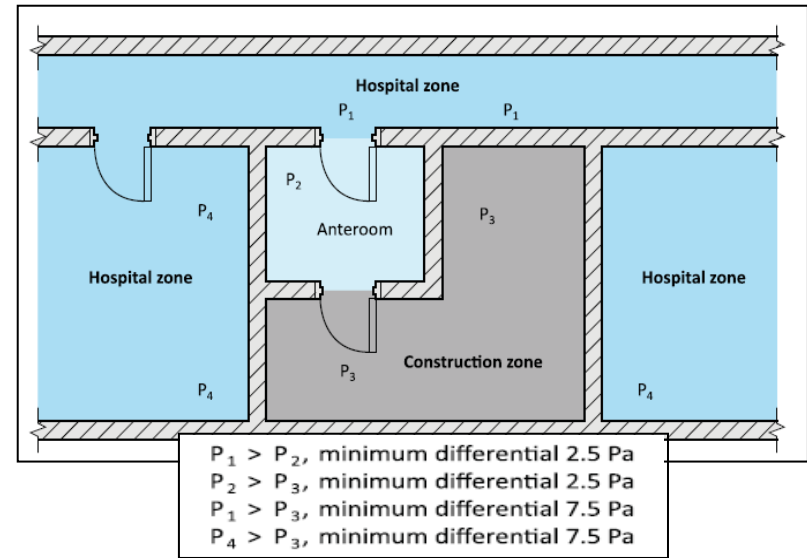 Hospital zone
P₁ P₁
P₂
P₄ P₃
Anteroom
Hospital zone Hospital zone
P₃ Construction zone
P₄ P₄
P₁ > P₂, minimum differential 2.5 Pa
P₂ > P₃, minimum differential 2.5 Pa
P₁ > P₃, minimum differential 7.5 Pa
P₄ > P₃, minimum differential 7.5 Pa